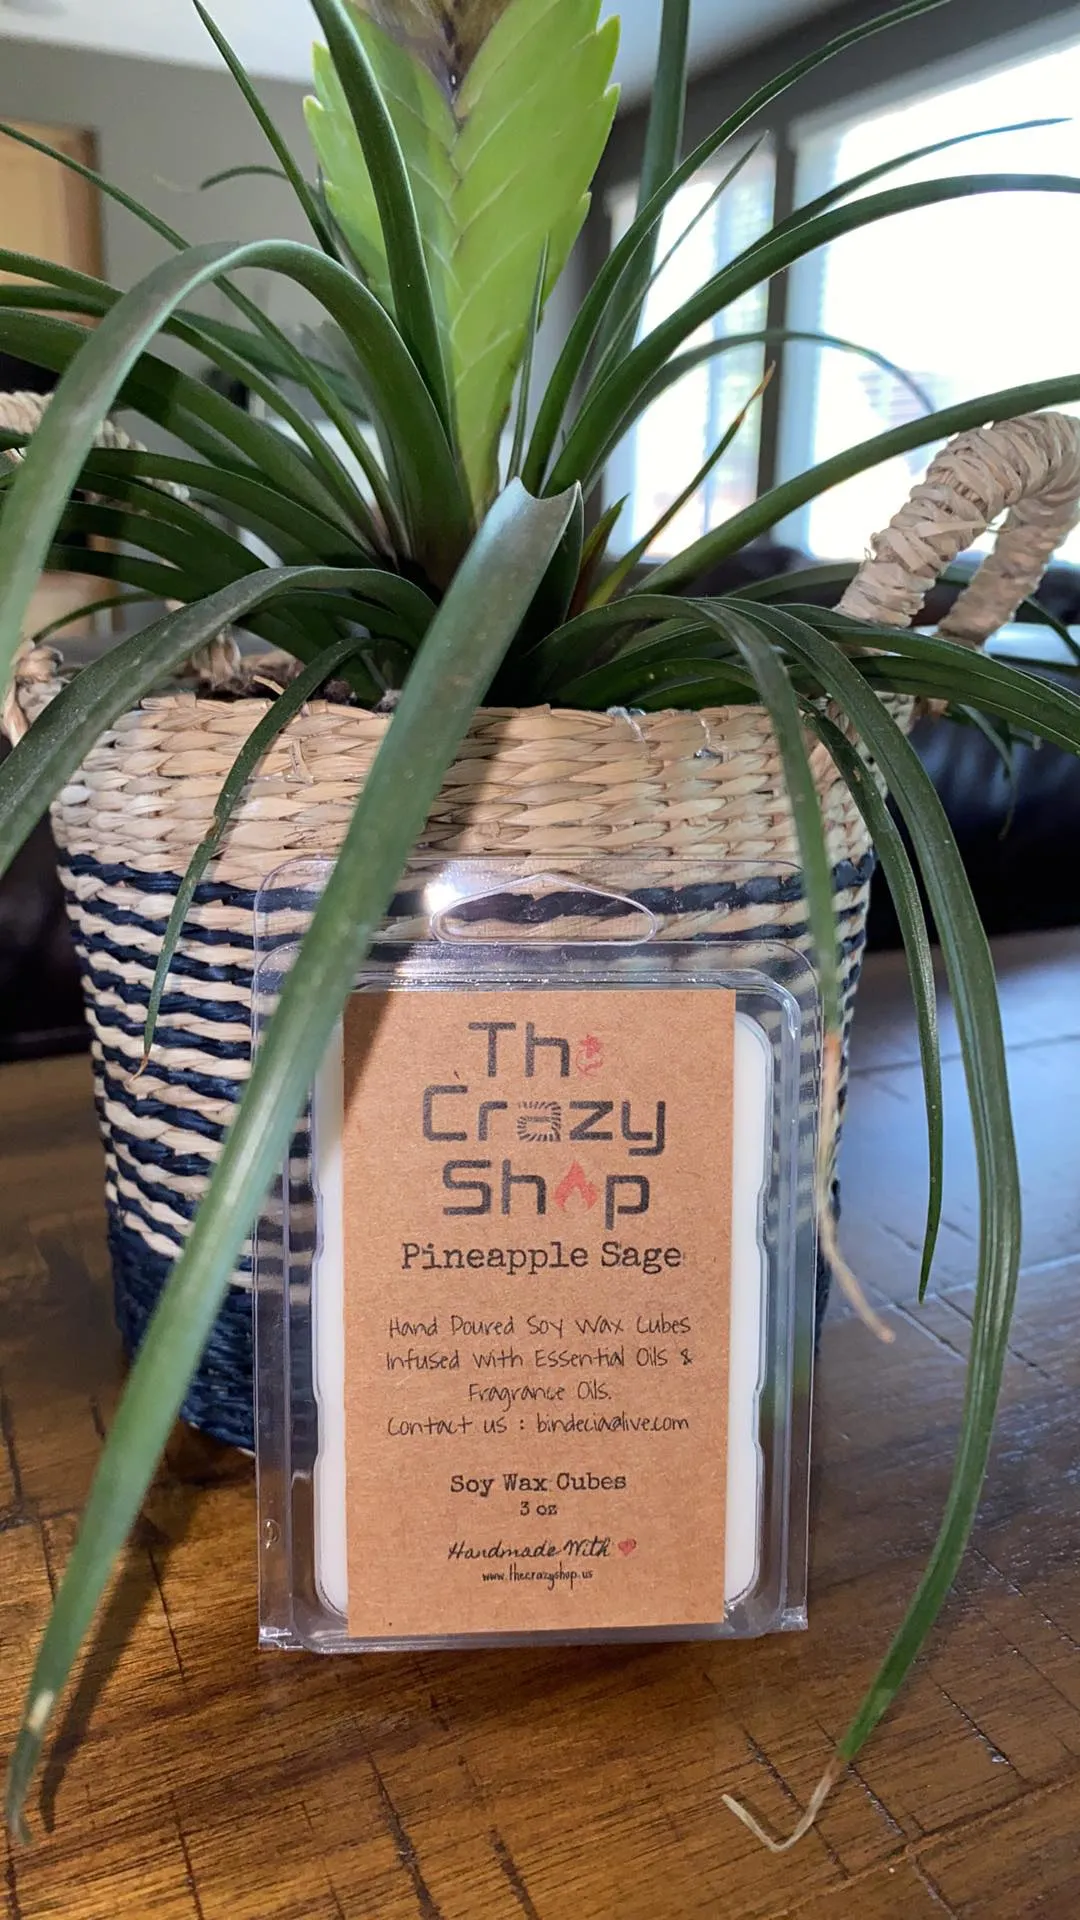 The
Crazy
Shop
Pineapple Sage
Hand Poured Soy Wax Cubes
Infused With Essential Oils &
Fragrance Oils.
Contact us : bindecia@live.com
Soy Wax Cubes
3 oz
Handmade With
www.thecrazyshop.us